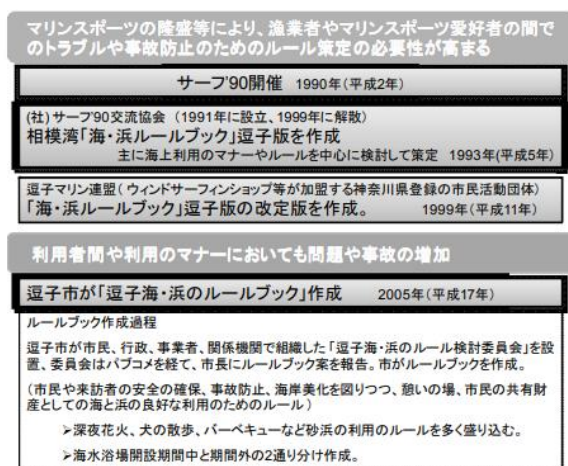 マリンスポーツの隆盛等により、漁業者やマリンスポーツ愛好者の間で
のトラブルや事故防止のためのルール策定の必要性が高まる
サーフ'90開催 1990年(平成2年)
(社)サーフ'90交流協会 (1991年に設立、1999年に解散)
相模湾「海・浜ルールブック」逗子版を作成
主に海上利用のマナーやルールを中心に検討して策定 1993年(平成5年)
逗子マリン連盟(ウィンドサーフィンショップ等が加盟する神奈川県登録の市民活動団体)
「海・浜ルールブック」逗子版の改定版を作成。 1999年(平成11年)
利用者間や利用のマナーにおいても問題や事故の増加
逗子市が「逗子海・浜のルールブック」作成 2005年(平成17年)
ルールブック作成過程
逗子市が市民、行政、事業者、関係機関で組織した「逗子海・浜のルール検討委員会」を設
置、委員会はパブコメを経て、市長にルールブック案を報告。市がルールブックを作成。
(市民や来訪者の安全の確保、事故防止、海岸美化を図りつつ、憩いの場、市民の共有財
産としての海と浜の良好な利用のためのルール)
➢深夜花火、犬の散歩、バーベキューなど砂浜の利用のルールを多く盛り込む。
➢海水浴場開設期間中と期間外の2通り分け作成。